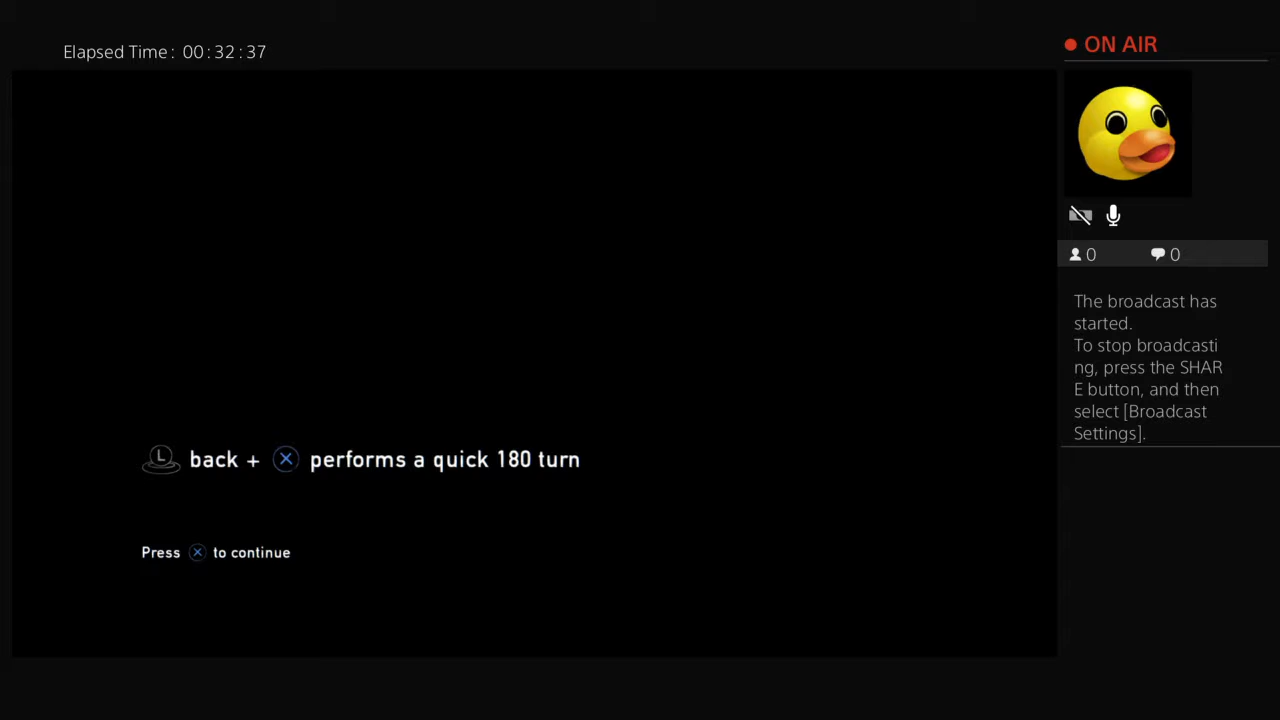 Elapsed Time: 00:32:37
ON AIR
0 0
The broadcast has
started.
To stop broadcasti
ng, press the SHAR
E button, and then
select [Broadcast
Settings].
L back + X performs a quick 180 turn
Press X to continue